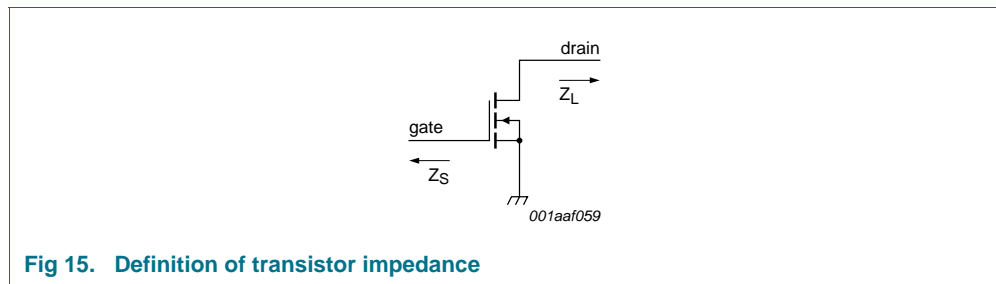 drain
Z_L
gate
Z_S
001aaf059
Fig 15. Definition of transistor impedance